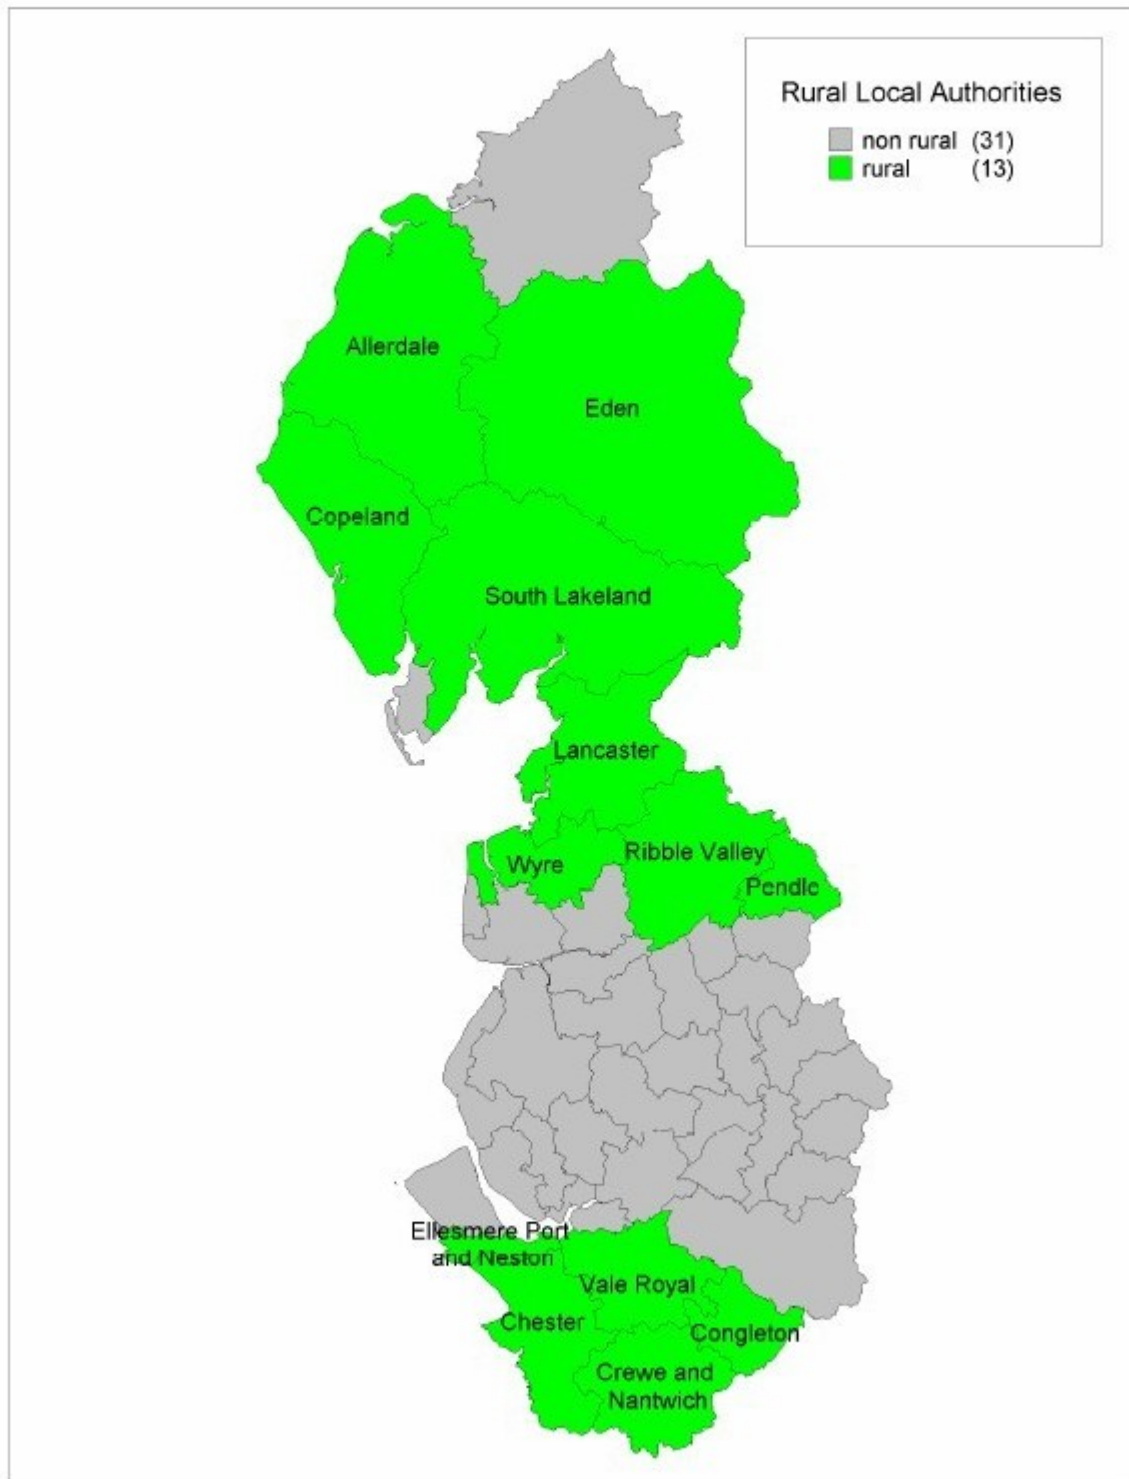 Rural Local Authorities
non rural (31)
rural (13)
Allerdale
Eden
Copeland
South Lakeland
Lancaster
Ribble Valley
Wyre
Pendle
Ellesmere Port
and Neston
Vale Royal
Chester
Congleton
Crewe and
Nantwich